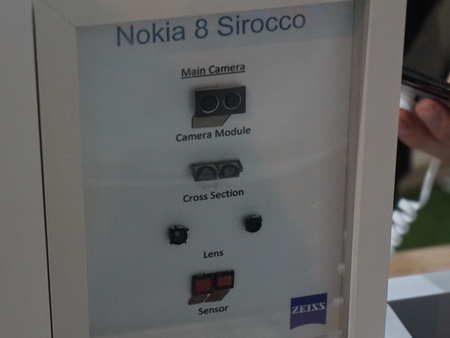 Nokia 8 Sirocco
Main Camera
Camera Module
Cross Section
Lens
Sensor
ZEISS